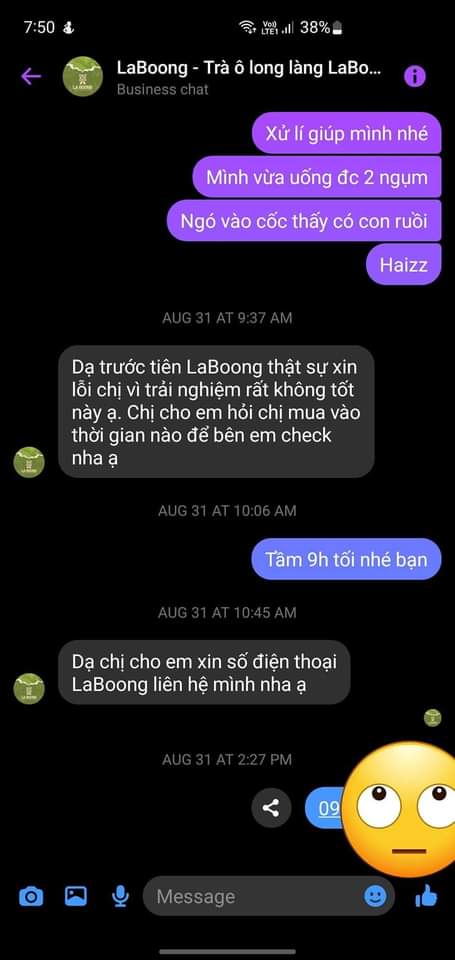 7:50
Vo))
LTE1
38%
LaBoong - Trà ô long làng LaBo...
Business chat
Xử lí giúp mình nhé
Mình vừa uống đc 2 ngụm
Ngó vào cốc thấy có con ruồi
Haizz
AUG 31 AT 9:37 AM
Dạ trước tiên LaBoong thật sự xin
lỗi chị vì trải nghiệm rất không tốt
này ạ. Chị cho em hỏi chị mua vào
thời gian nào để bên em check
nha ạ
AUG 31 AT 10:06 AM
Tầm 9h tối nhé bạn
AUG 31 AT 10:45 AM
Dạ chị cho em xin số điện thoại
LaBoong liên hệ mình nha ạ
AUG 31 AT 2:27 PM
09
Message